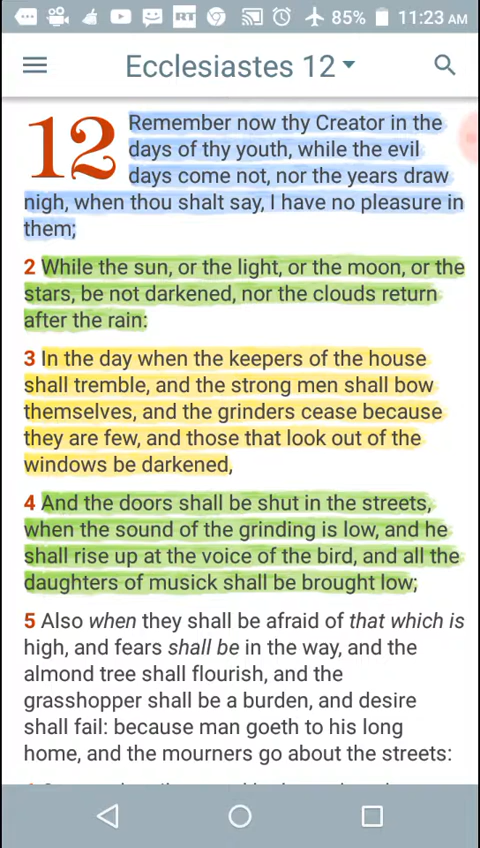 RT 85% 11:23 AM
Ecclesiastes 12
12 Remember now thy Creator in the
days of thy youth, while the evil
days come not, nor the years draw
nigh, when thou shalt say, I have no pleasure in
them;
2 While the sun, or the light, or the moon, or the
stars, be not darkened, nor the clouds return
after the rain:
3 In the day when the keepers of the house
shall tremble, and the strong men shall bow
themselves, and the grinders cease because
they are few, and those that look out of the
windows be darkened,
4 And the doors shall be shut in the streets,
when the sound of the grinding is low, and he
shall rise up at the voice of the bird, and all the
daughters of musick shall be brought low;
5 Also when they shall be afraid of that which is
high, and fears shall be in the way, and the
almond tree shall flourish, and the
grasshopper shall be a burden, and desire
shall fail: because man goeth to his long
home, and the mourners go about the streets: